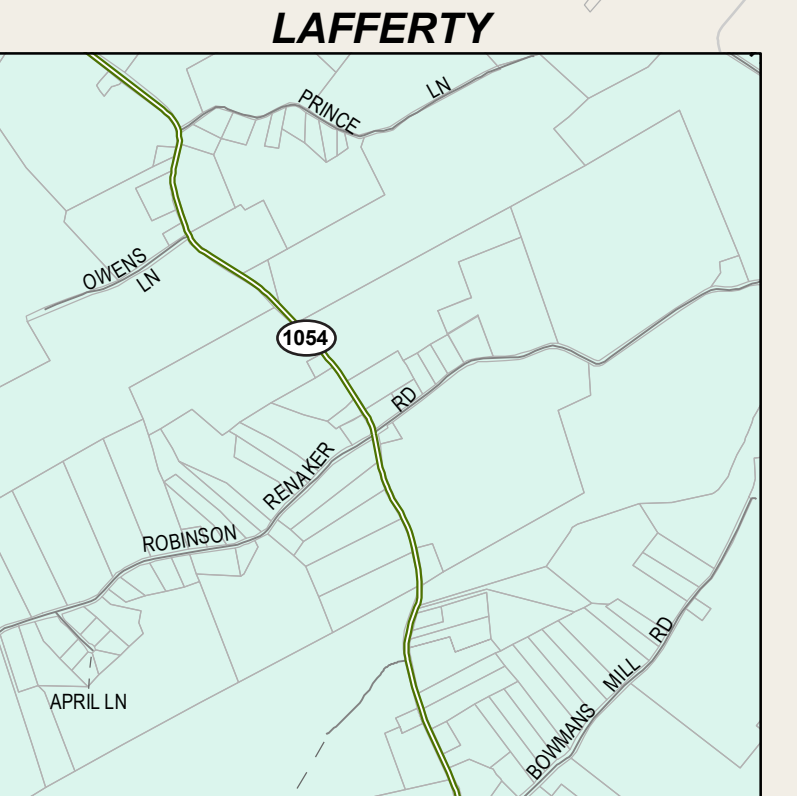 LAFFERTY
PRINCE LN
OWENS LN
1054
ROBINSON RENAKER RD
APRIL LN
BOWMANS MILL RD